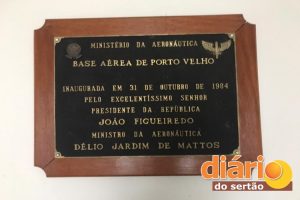 MINISTÉRIO DA AERONÁUTICA
BASE AÉREA DE PORTO VELHO
INAUGURADA EM 31 DE OUTUBRO DE 1984
PELO EXCELENTÍSSIMO SENHOR
PRESIDENTE DA REPÚBLICA
JOÃO FIGUEIREDO
MINISTRO DA AERONÁUTICA
DÉLIO JARDIM DE MATTOS
diário
do sertão